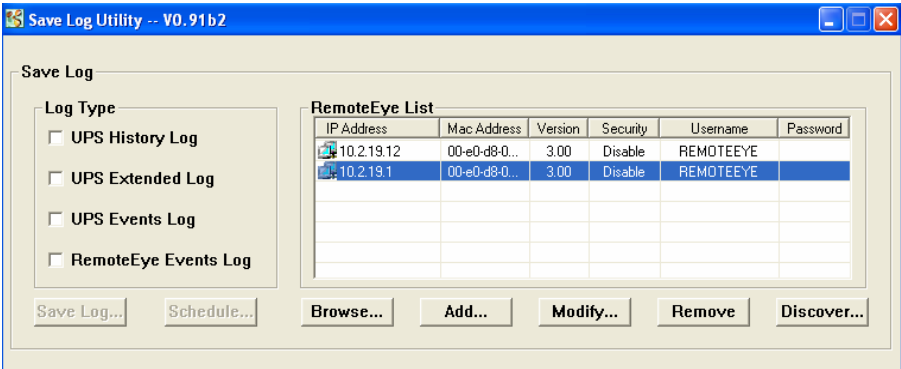 Save Log Utility -- V0.91b2
Save Log
Log Type
UPS History Log
UPS Extended Log
UPS Events Log
RemoteEye Events Log
Save Log...
Schedule...
RemoteEye List
IP Address Mac Address Version Security Username Password
10.2.19.12 00-e0-d8-0... 3.00 Disable REMOTEEYE
10.2.19.1 00-e0-d8-0... 3.00 Disable REMOTEEYE
Browse... Add... Modify... Remove Discover...